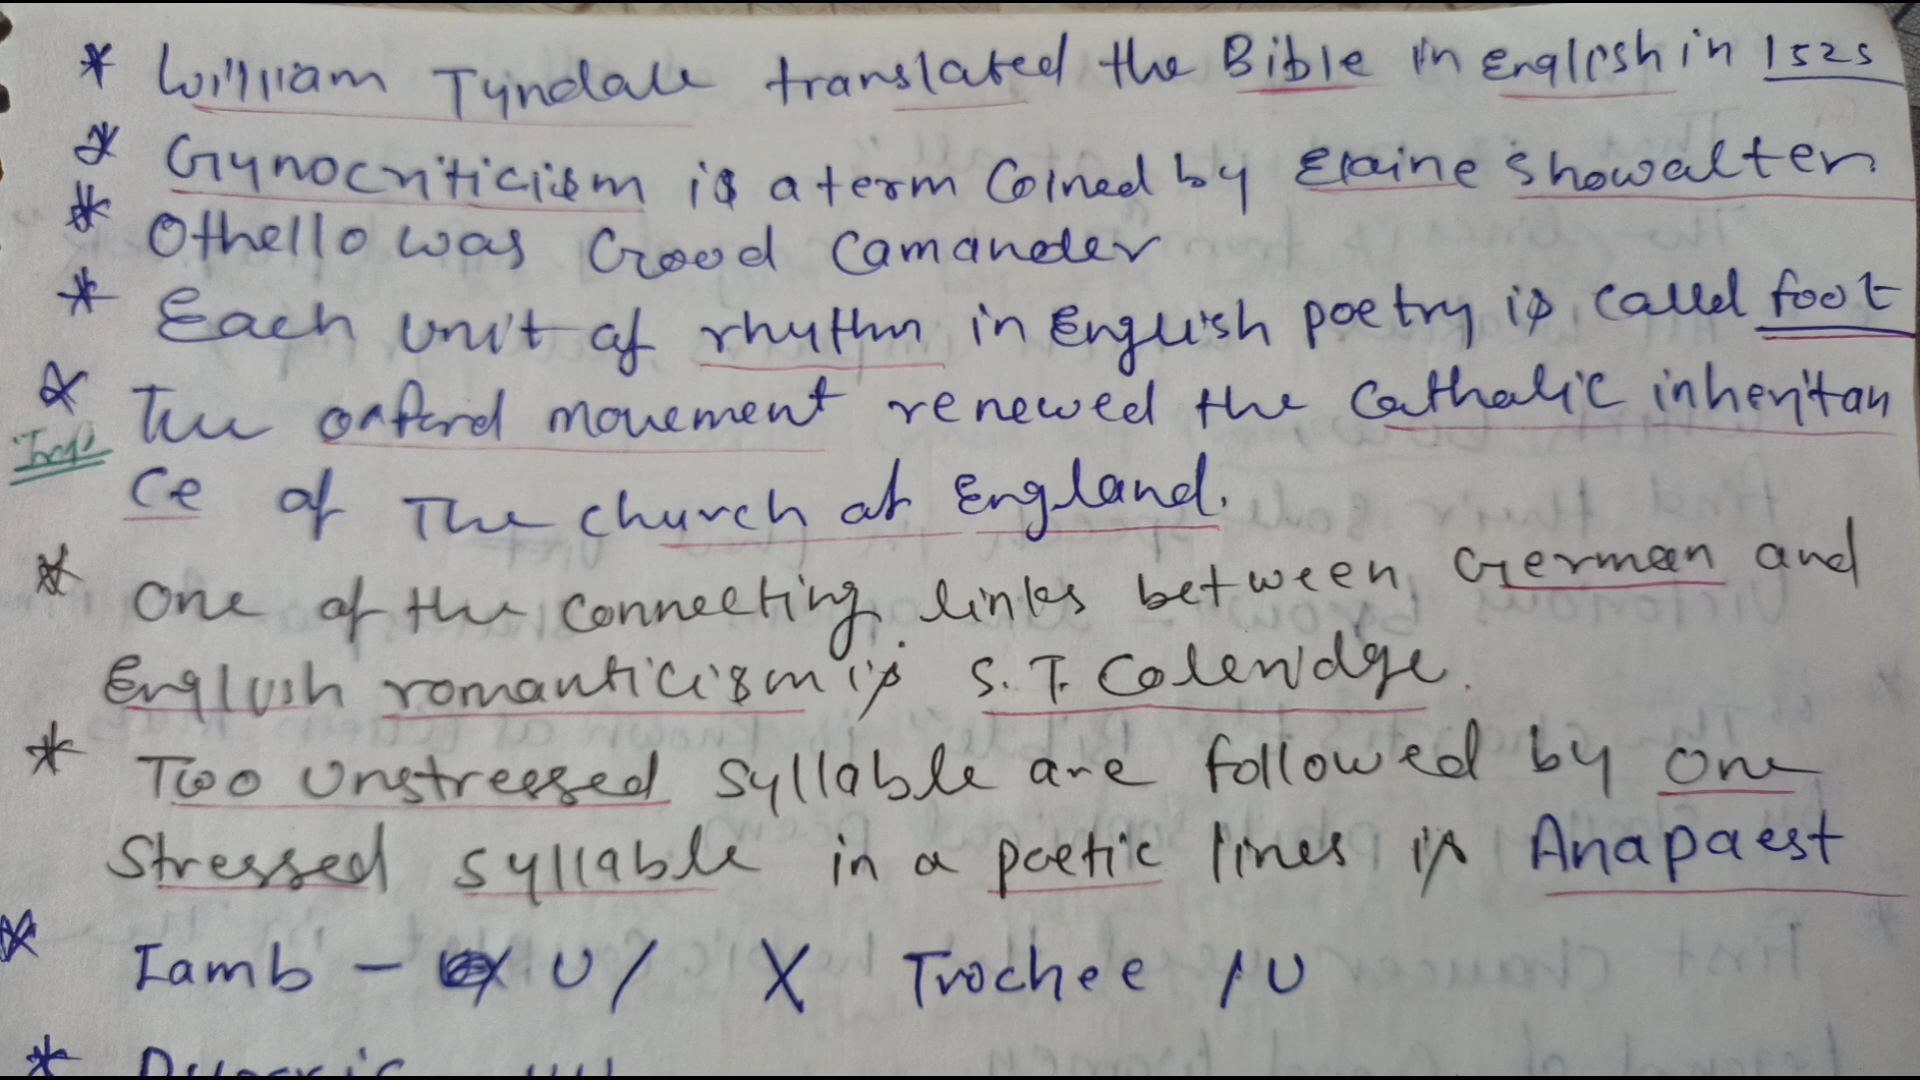 * William Tyndale translated the Bible in English in 1525
* Gynocriticism is a term Coined by Elaine Showalter
* Othello was Good Camander
* Each unit of rhythm in English poetry is called foot
* The oxford movement renewed the Catholic inheritan
Imp
ce of The church of England.
* One of the connecting links between German and
English romanticism is S. T. Coleridge.
* Two unstressed syllable are followed by one
Stressed syllable in a poetic lines is Anapaest
* Iamb - U / X Trochee / U
*